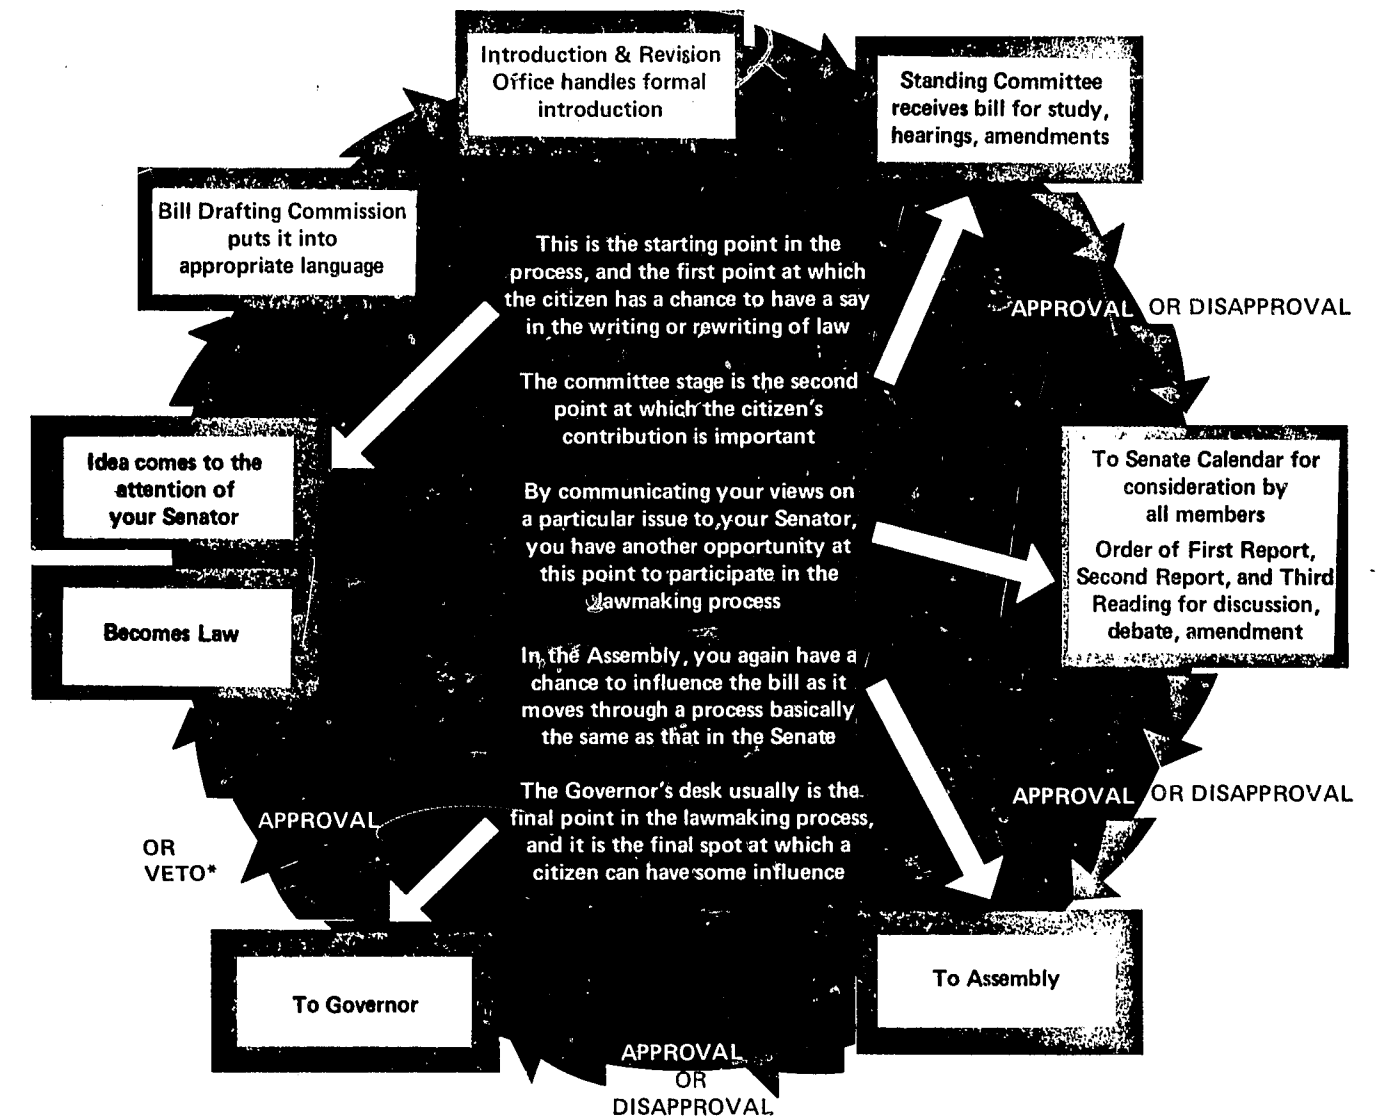 Introduction & Revision
Office handles formal
introduction
Standing Committee
receives bill for study,
hearings, amendments
Bill Drafting Commission
puts it into
appropriate language
This is the starting point in the
process, and the first point at which
the citizen has a chance to have a say
in the writing or rewriting of law
APPROVAL OR DISAPPROVAL
The committee stage is the second
point at which the citizen's
contribution is important
Idea comes to the
attention of
your Senator
To Senate Calendar for
consideration by
all members
Order of First Report,
Second Report, and Third
Reading for discussion,
debate, amendment
By communicating your views on
a particular issue to your Senator,
you have another opportunity at
this point to participate in the
lawmaking process
Becomes Law
In the Assembly, you again have a
chance to influence the bill as it
moves through a process basically
the same as that in the Senate
APPROVAL OR DISAPPROVAL
The Governor's desk usually is the
final point in the lawmaking process,
and it is the final spot at which a
citizen can have some influence
APPROVAL
OR
VETO*
To Governor
To Assembly
APPROVAL
OR
DISAPPROVAL